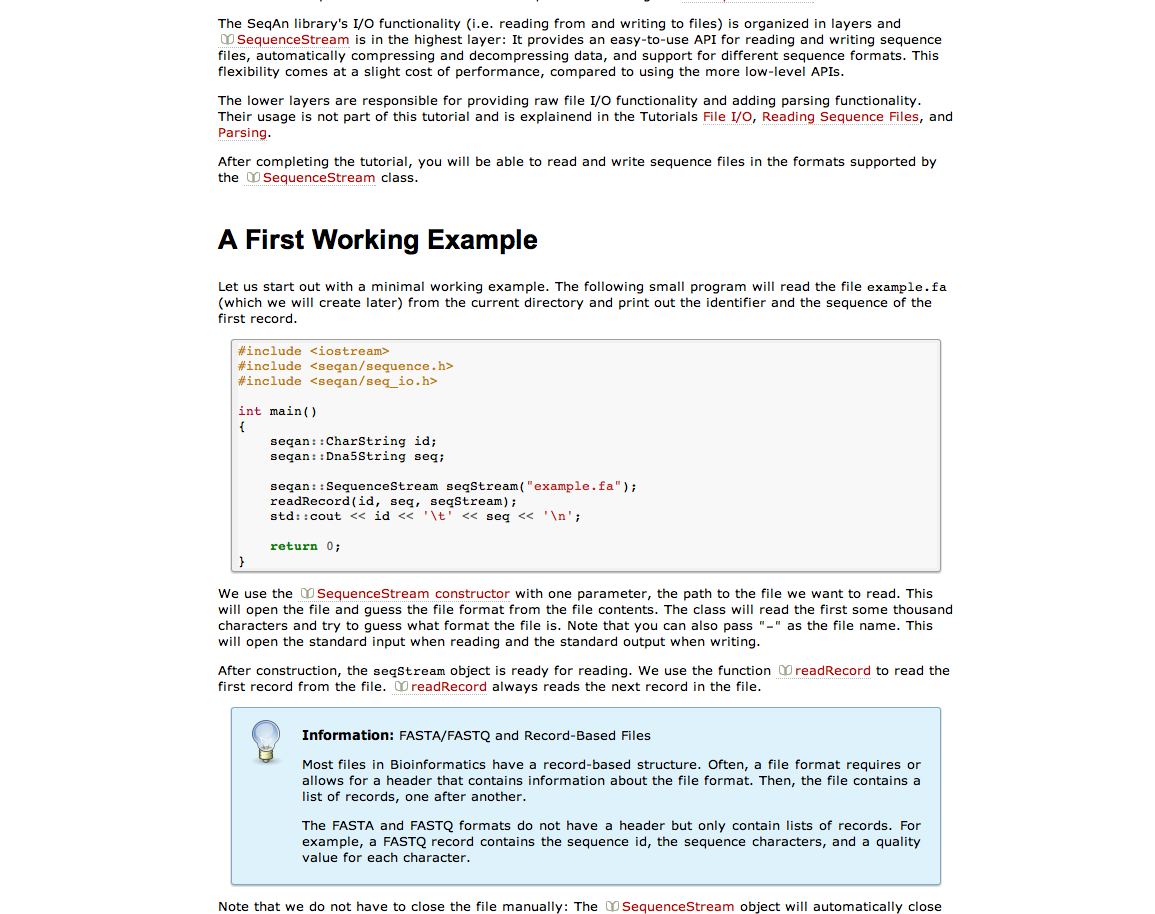 The SeqAn library's I/O functionality (i.e. reading from and writing to files) is organized in layers and
SequenceStream is in the highest layer: It provides an easy-to-use API for reading and writing sequence
files, automatically compressing and decompressing data, and support for different sequence formats. This
flexibility comes at a slight cost of performance, compared to using the more low-level APIs.
The lower layers are responsible for providing raw file I/O functionality and adding parsing functionality.
Their usage is not part of this tutorial and is explainend in the Tutorials File I/O, Reading Sequence Files, and
Parsing.
After completing the tutorial, you will be able to read and write sequence files in the formats supported by
the SequenceStream class.
A First Working Example
Let us start out with a minimal working example. The following small program will read the file example.fa
(which we will create later) from the current directory and print out the identifier and the sequence of the
first record.
#include <iostream>
#include <seqan/sequence.h>
#include <seqan/seq_io.h>
int main()
{
    seqan::CharString id;
    seqan::Dna5String seq;
    seqan::SequenceStream seqStream("example.fa");
    readRecord(id, seq, seqStream);
    std::cout << id << '\t' << seq << '\n';
    return 0;
}
We use the SequenceStream constructor with one parameter, the path to the file we want to read. This
will open the file and guess the file format from the file contents. The class will read the first some thousand
characters and try to guess what format the file is. Note that you can also pass "-" as the file name. This
will open the standard input when reading and the standard output when writing.
After construction, the seqStream object is ready for reading. We use the function readRecord to read the
first record from the file. readRecord always reads the next record in the file.
Information: FASTA/FASTQ and Record-Based Files
Most files in Bioinformatics have a record-based structure. Often, a file format requires or
allows for a header that contains information about the file format. Then, the file contains a
list of records, one after another.
The FASTA and FASTQ formats do not have a header but only contain lists of records. For
example, a FASTQ record contains the sequence id, the sequence characters, and a quality
value for each character.
Note that we do not have to close the file manually: The SequenceStream object will automatically close